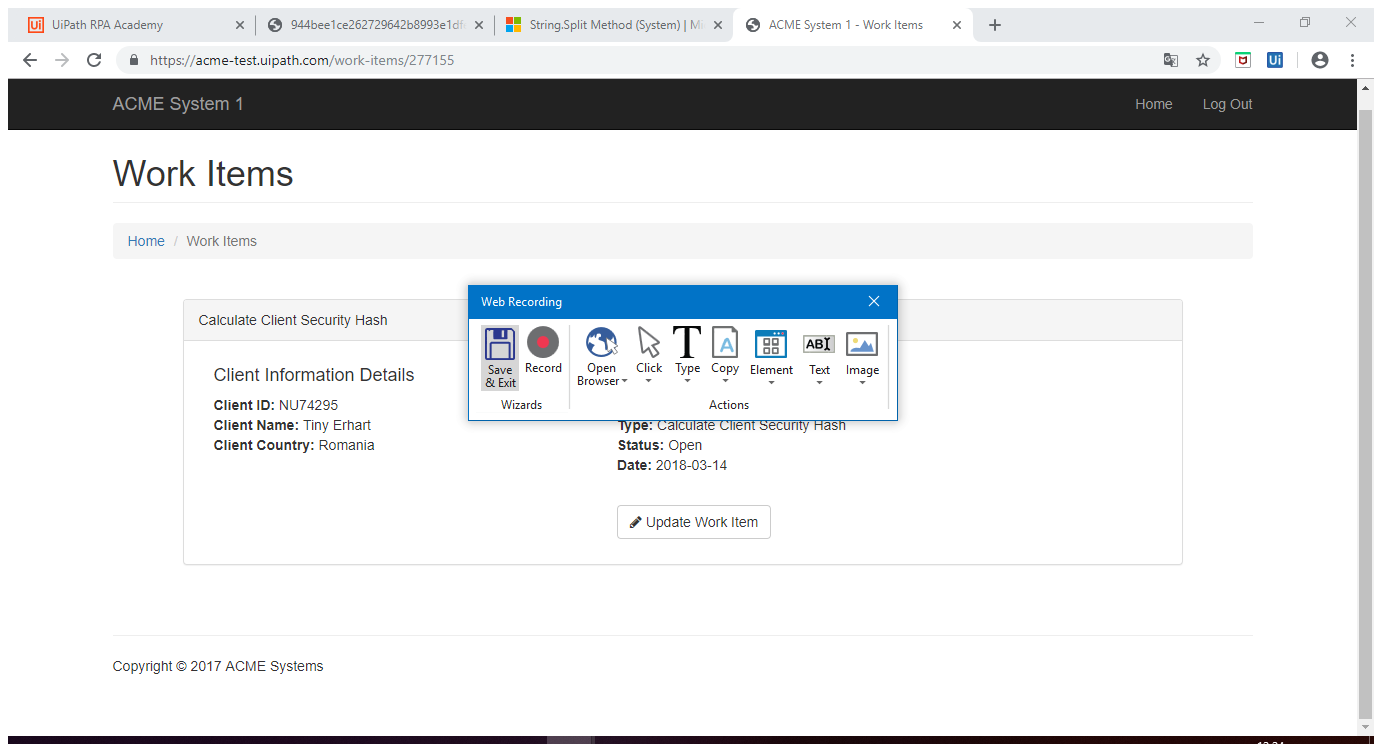 UiPath RPA Academy
944bee1ce262729642b8993e1df
String.Split Method (System) | Mi
ACME System 1 - Work Items
https://acme-test.uipath.com/work-items/277155
Ui
ACME System 1
Home
Log Out
Work Items
Home / Work Items
Calculate Client Security Hash
Web Recording
Save & Exit
Record
Open Browser
Click
Type
Copy
Element
Text
Image
Wizards
Actions
Client Information Details
Client ID: NU74295
Client Name: Tiny Erhart
Client Country: Romania
Type: Calculate Client Security Hash
Status: Open
Date: 2018-03-14
Update Work Item
Copyright © 2017 ACME Systems